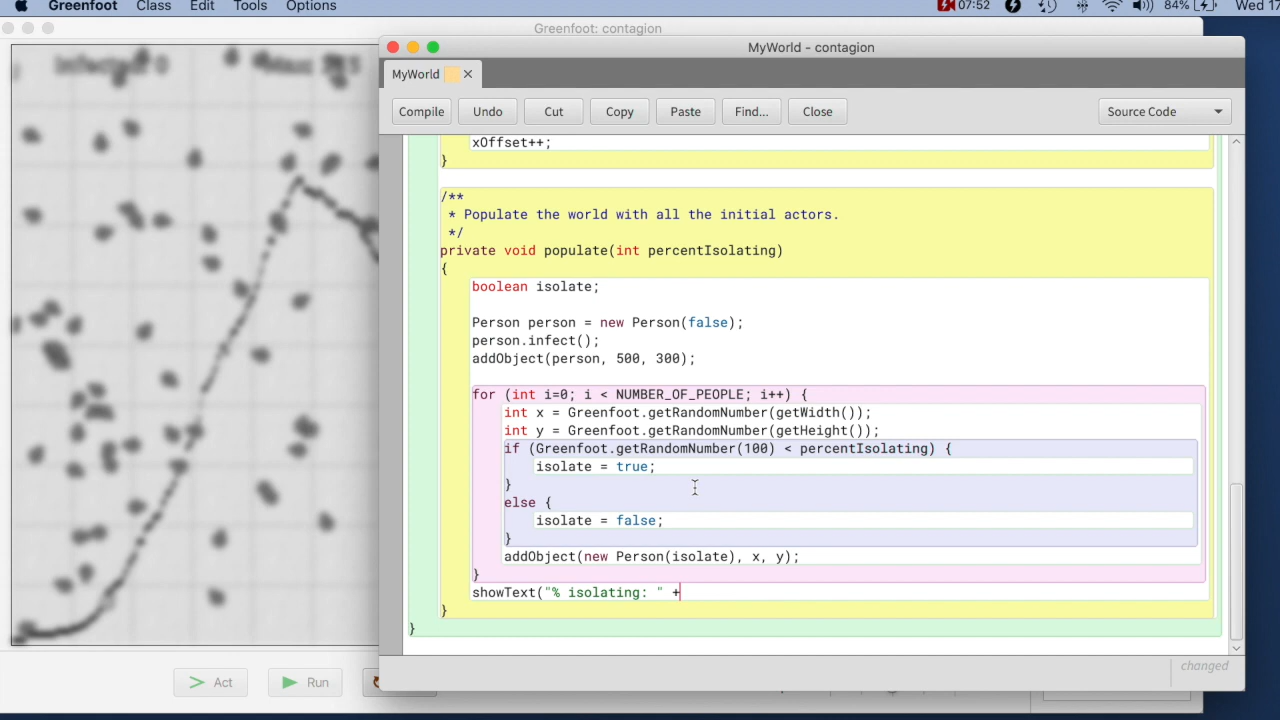 Greenfoot Class Edit Tools Options 07:52 84% Wed 17
Greenfoot: contagion
MyWorld - contagion
Infected: 0
MyWorld
Compile Undo Cut Copy Paste Find... Close Source Code
xOffset++;
}
/**
* Populate the world with all the initial actors.
*/
private void populate(int percentIsolating)
{
boolean isolate;
Person person = new Person(false);
person.infect();
addObject(person, 500, 300);
for (int i=0; i < NUMBER_OF_PEOPLE; i++) {
int x = Greenfoot.getRandomNumber(getWidth());
int y = Greenfoot.getRandomNumber(getHeight());
if (Greenfoot.getRandomNumber(100) < percentIsolating) {
isolate = true;
}
else {
isolate = false;
}
addObject(new Person(isolate), x, y);
}
showText("% isolating: " +
}
}
changed
Act Run